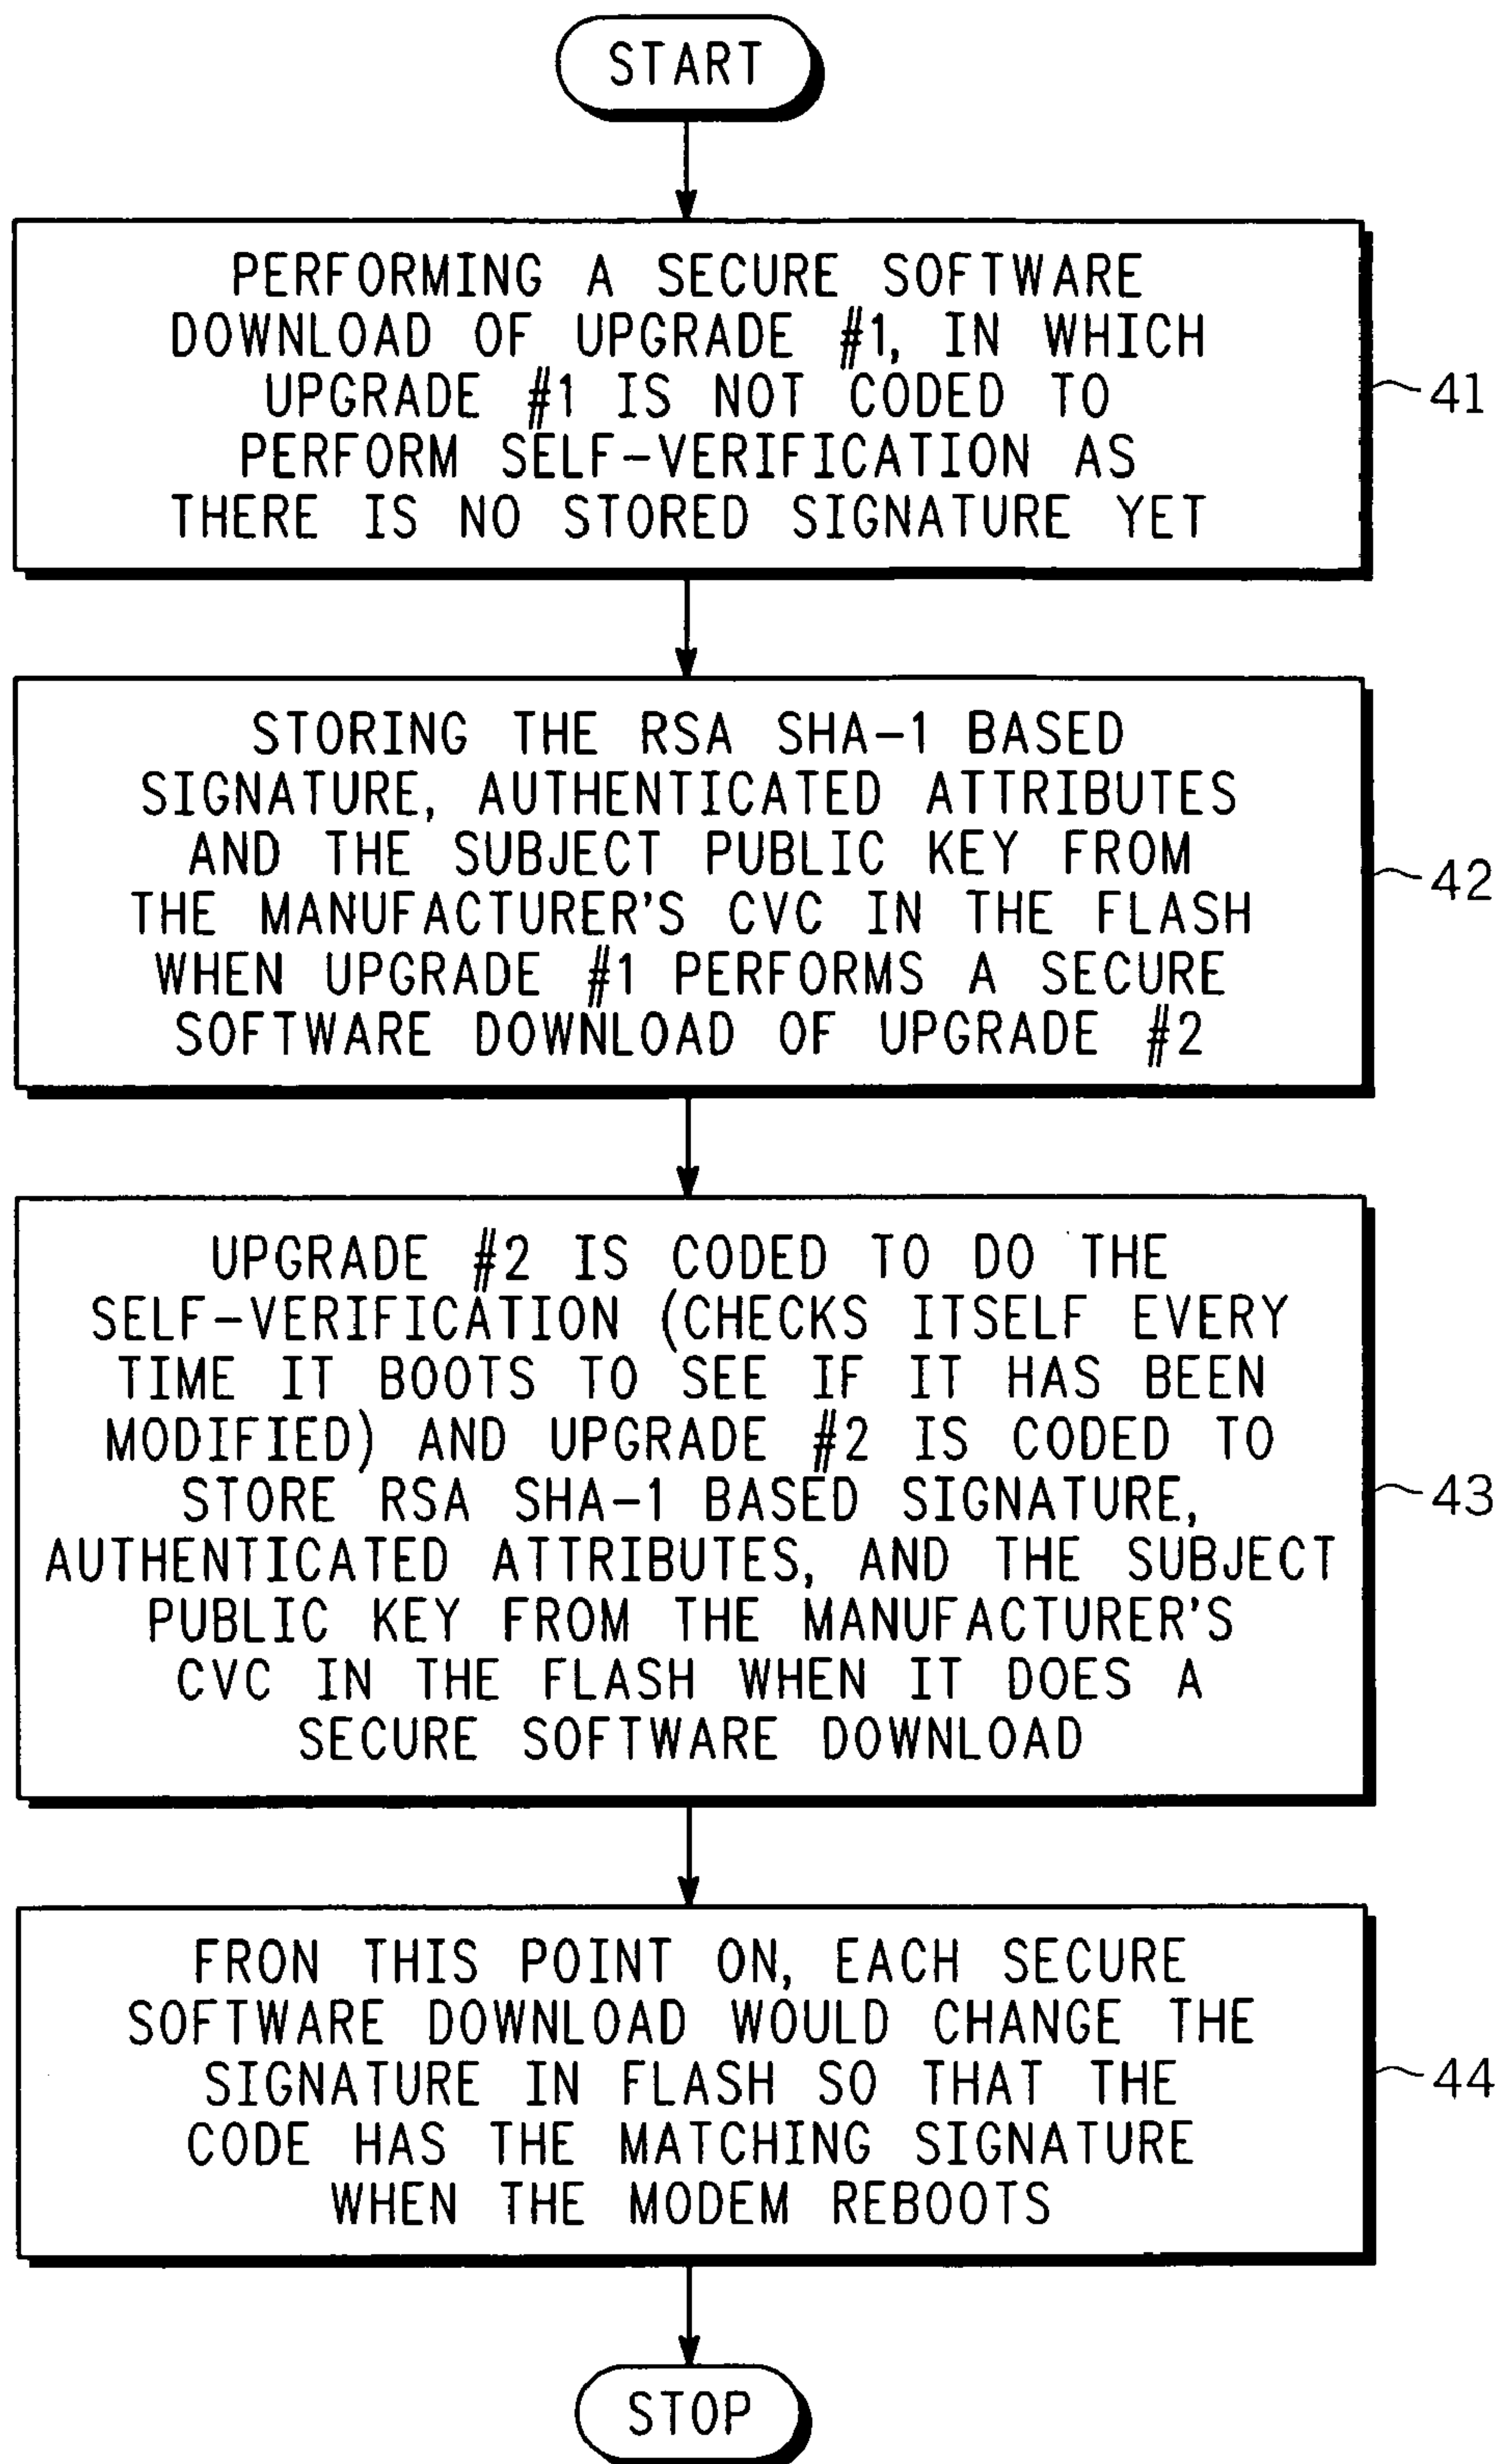 START
PERFORMING A SECURE SOFTWARE
DOWNLOAD OF UPGRADE #1, IN WHICH
UPGRADE #1 IS NOT CODED TO
PERFORM SELF-VERIFICATION AS
THERE IS NO STORED SIGNATURE YET
41
STORING THE RSA SHA-1 BASED
SIGNATURE, AUTHENTICATED ATTRIBUTES
AND THE SUBJECT PUBLIC KEY FROM
THE MANUFACTURER'S CVC IN THE FLASH
WHEN UPGRADE #1 PERFORMS A SECURE
SOFTWARE DOWNLOAD OF UPGRADE #2
42
UPGRADE #2 IS CODED TO DO THE
SELF-VERIFICATION (CHECKS ITSELF EVERY
TIME IT BOOTS TO SEE IF IT HAS BEEN
MODIFIED) AND UPGRADE #2 IS CODED TO
STORE RSA SHA-1 BASED SIGNATURE,
AUTHENTICATED ATTRIBUTES, AND THE SUBJECT
PUBLIC KEY FROM THE MANUFACTURER'S
CVC IN THE FLASH WHEN IT DOES A
SECURE SOFTWARE DOWNLOAD
43
FRON THIS POINT ON, EACH SECURE
SOFTWARE DOWNLOAD WOULD CHANGE THE
SIGNATURE IN FLASH SO THAT THE
CODE HAS THE MATCHING SIGNATURE
WHEN THE MODEM REBOOTS
44
STOP